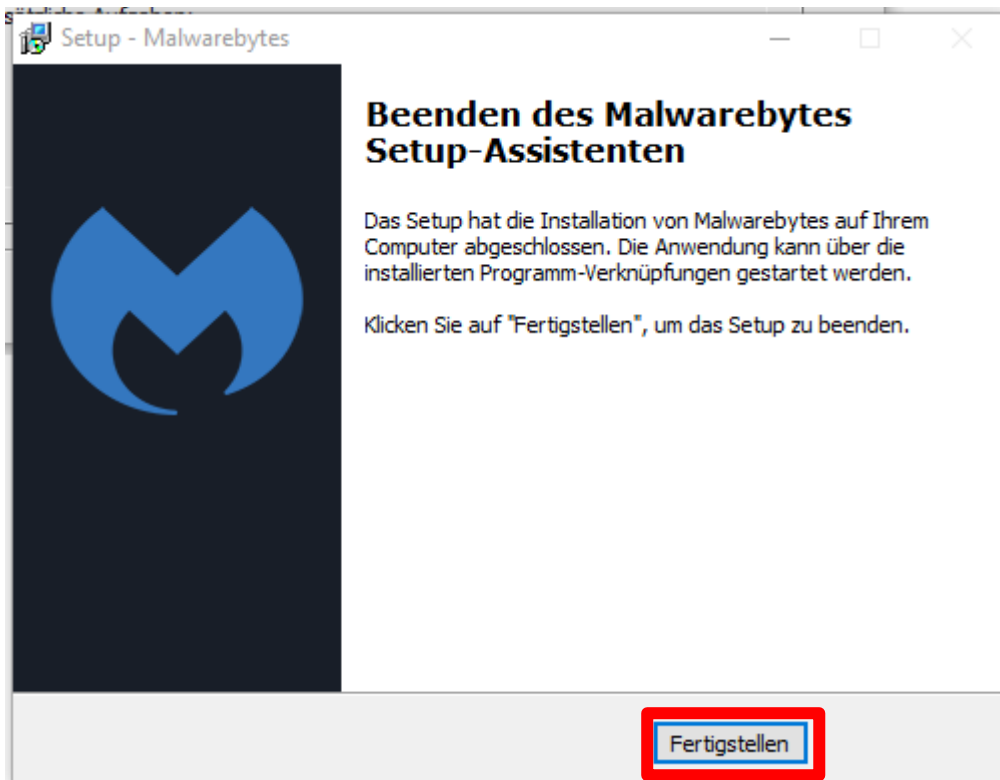 sätzliche Aufgaben:
Setup - Malwarebytes
Beenden des Malwarebytes
Setup-Assistenten
Das Setup hat die Installation von Malwarebytes auf Ihrem
Computer abgeschlossen. Die Anwendung kann über die
installierten Programm-Verknüpfungen gestartet werden.
Klicken Sie auf "Fertigstellen", um das Setup zu beenden.
Fertigstellen